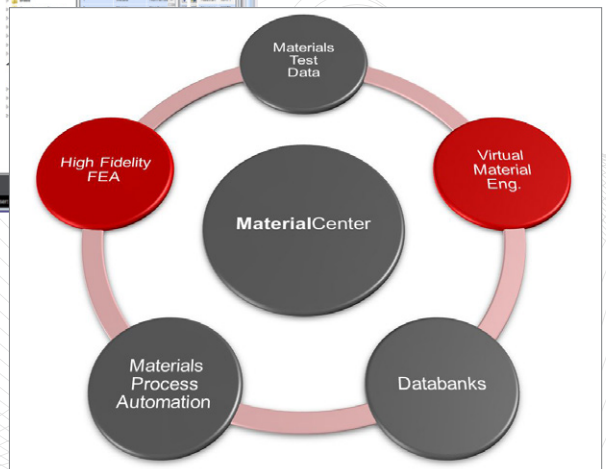 Materials
Test
Data
High Fidelity
FEA
Virtual
Material
Eng.
MaterialCenter
Materials
Process
Automation
Databanks